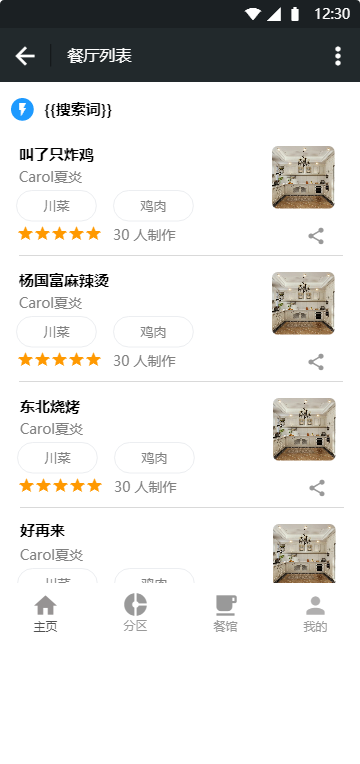 12:30
餐厅列表
{{搜索词}}
叫了只炸鸡
Carol夏炎
川菜 鸡肉
30 人制作
杨国富麻辣烫
Carol夏炎
川菜 鸡肉
30 人制作
东北烧烤
Carol夏炎
川菜 鸡肉
30 人制作
好再来
Carol夏炎
川菜 鸡肉
主页 分区 餐馆 我的